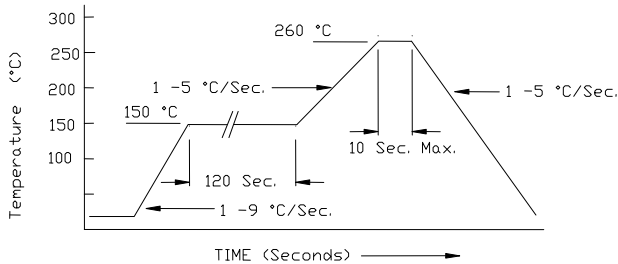 300
260 °C
250
200
1 -5 °C/Sec.
1 -5 °C/Sec.
150 °C
150
100
10 Sec. Max.
120 Sec.
1 -9 °C/Sec.
Temperature (°C)
TIME (Seconds)